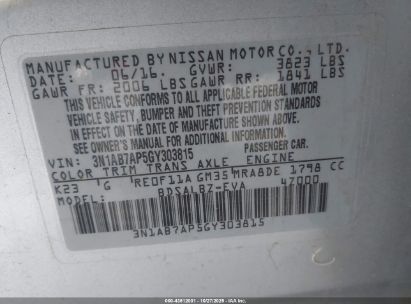 MANUFACTURED BY NISSAN MOTOR CO., LTD.
DATE: 06/16. GVWR: 3823 LBS
GAWR FR: 2006 LBS GAWR RR: 1841 LBS
THIS VEHICLE CONFORMS TO ALL APPLICABLE FEDERAL
MOTOR VEHICLE SAFETY, BUMPER AND THEFT PREVENTION
STANDARDS IN EFFECT ON THE DATE OF MANUFACTURE SHOWN ABOVE.
SEE OWNER'S MANUAL FOR ADDITIONAL INFORMATION.
VIN: 3N1AB7AP5GY303815 PASSENGER CAR.
COLOR TRIM TRANS AXLE ENGINE
K23 G RE0F11A GM35 MRA8DE 1798 CC
MODEL: BDSALBZ-EVA 47000
3N1AB7AP5GY303815